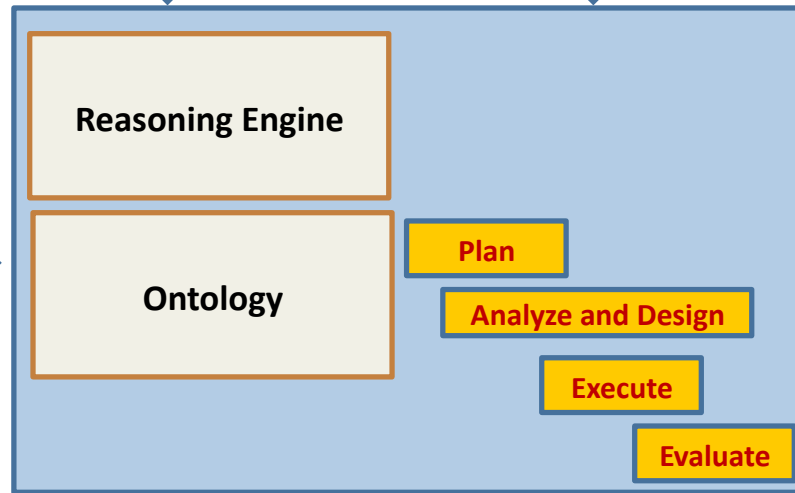 Reasoning Engine
Ontology
Plan
Analyze and Design
Execute
Evaluate